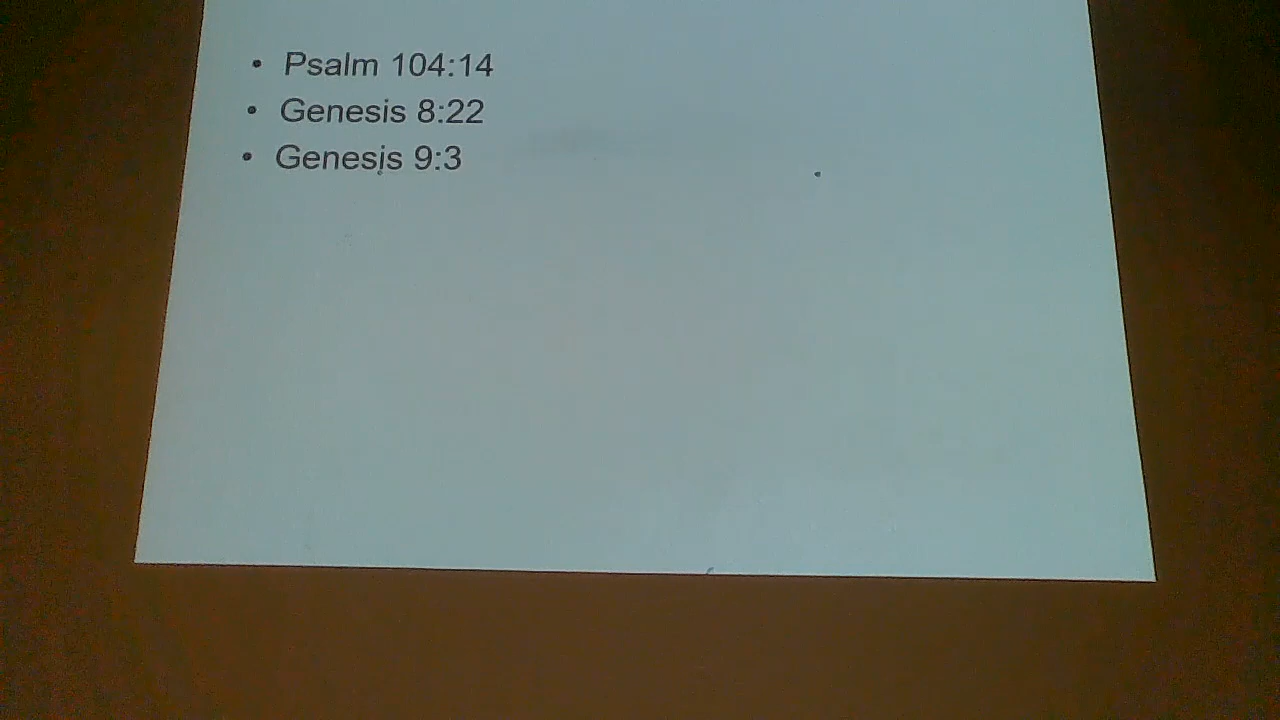 • Psalm 104:14
• Genesis 8:22
• Genesis 9:3